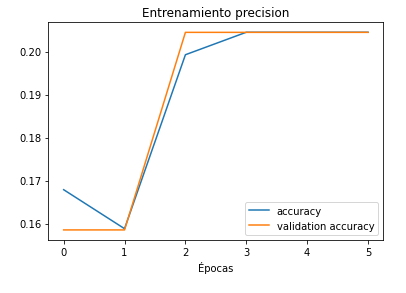 Entrenamiento precision
0.20
0.19
0.18
0.17
0.16
accuracy
validation accuracy
0 1 2 3 4 5
Épocas